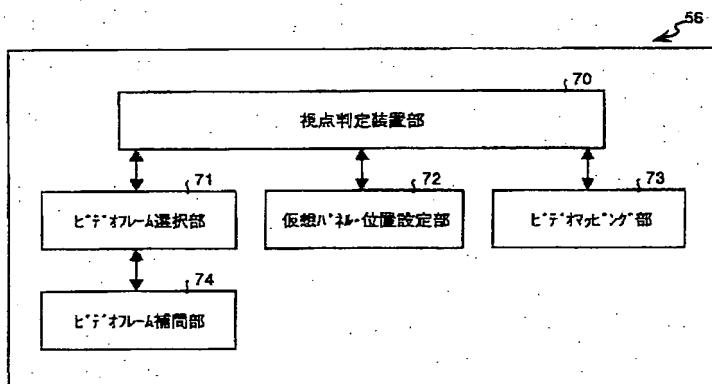 56
70
視点判定装置部
71
ビデオフレーム選択部
72
仮想パネル・位置設定部
73
ビデオマッピング部
74
ビデオフレーム補間部